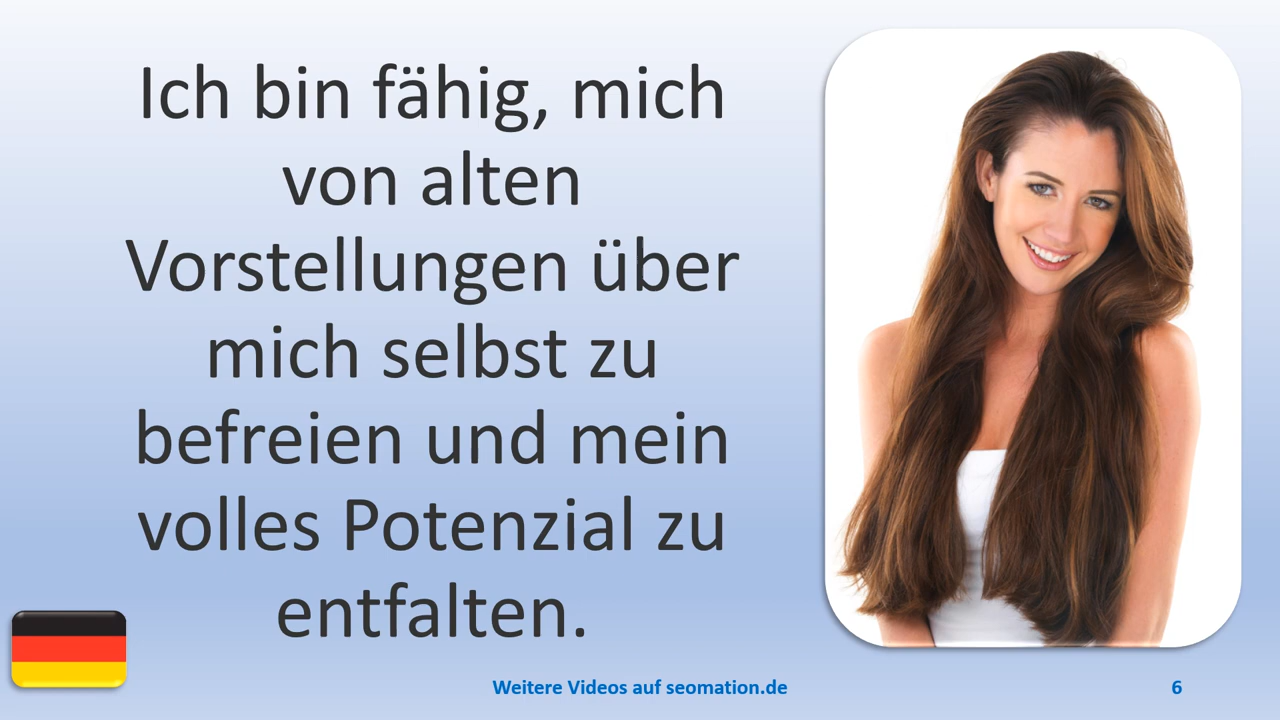 Ich bin fähig, mich
von alten
Vorstellungen über
mich selbst zu
befreien und mein
volles Potenzial zu
entfalten.
Weitere Videos auf seomation.de
6